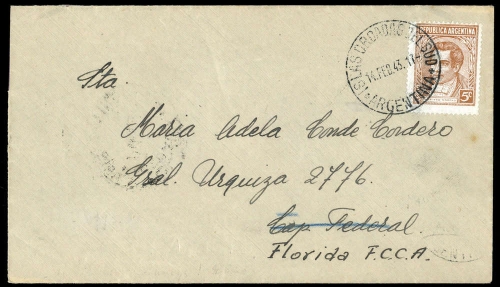 ISLAS ORCADAS DEL SUD
14.FEB.43.11-
★ARGENTINA★
REPUBLICA ARGENTINA
5c
Sta.
Maria Adela Conde Cordero
Gral. Urquiza 2776.
Cap. Federal.
Florida F.C.C.A.